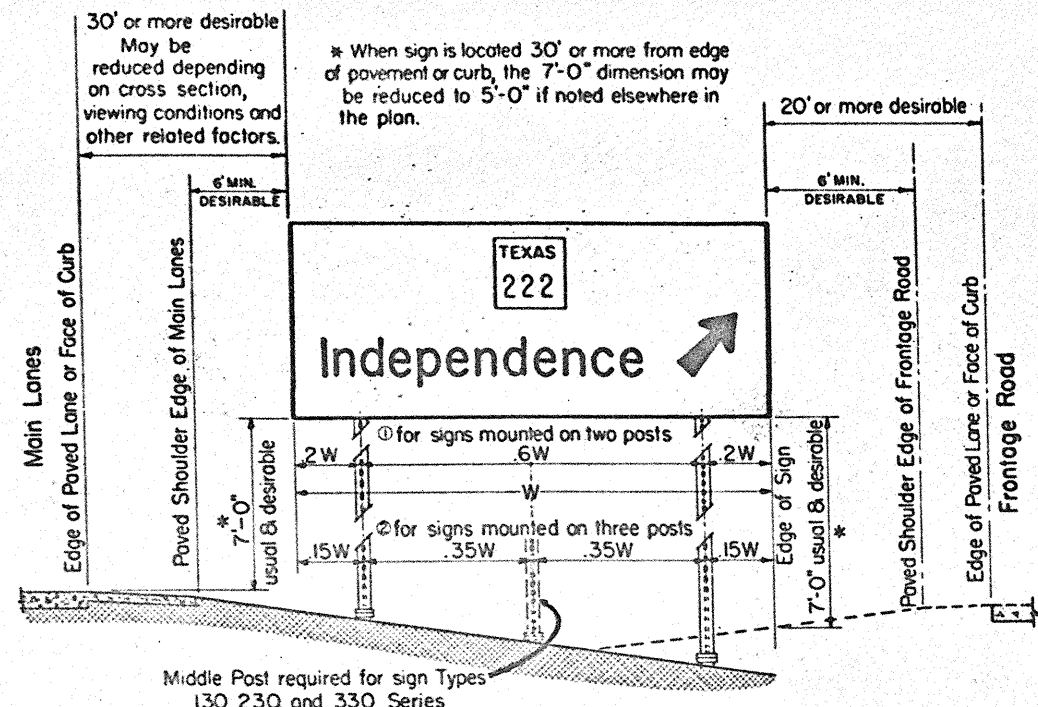 30' or more desirable
May be
reduced depending
on cross section,
viewing conditions and
other related factors.
* When sign is located 30' or more from edge
of pavement or curb, the 7'-0" dimension may
be reduced to 5'-0" if noted elsewhere in
the plan.
20' or more desirable
6' MIN.
DESIRABLE
6' MIN.
DESIRABLE
Main Lanes
Edge of Paved Lane or Face of Curb
Paved Shoulder Edge of Main Lanes
TEXAS
222
Independence
Paved Shoulder Edge of Frontage Road
Edge of Paved Lane or Face of Curb
Frontage Road
*
7'-0"
usual & desirable
① for signs mounted on two posts
.2W .6W .2W
W
② for signs mounted on three posts
.15W .35W .35W .15W
Edge of Sign
7'-0" usual & desirable
*
Middle Post required for sign Types
130, 230, and 330 Series